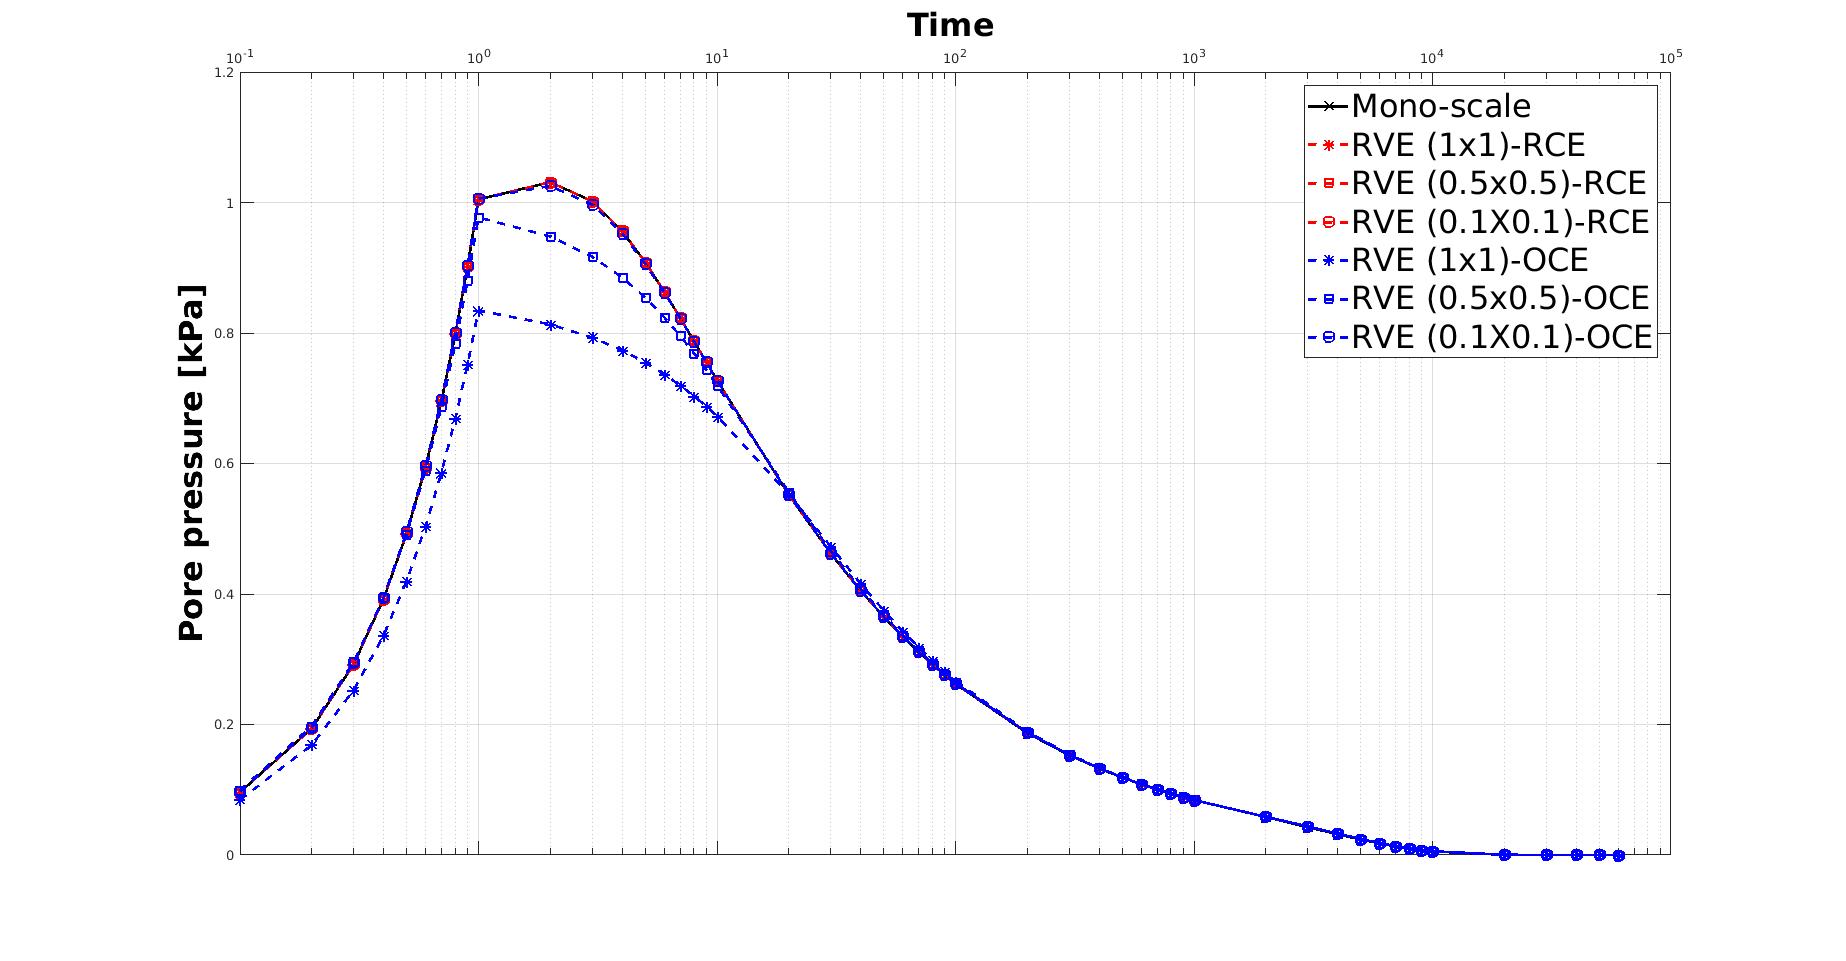 Time
10^-1 10^0 10^1 10^2 10^3 10^4 10^5
1.2
1
0.8
0.6
0.4
0.2
0
Pore pressure [kPa]
Mono-scale
RVE (1x1)-RCE
RVE (0.5x0.5)-RCE
RVE (0.1X0.1)-RCE
RVE (1x1)-OCE
RVE (0.5x0.5)-OCE
RVE (0.1X0.1)-OCE